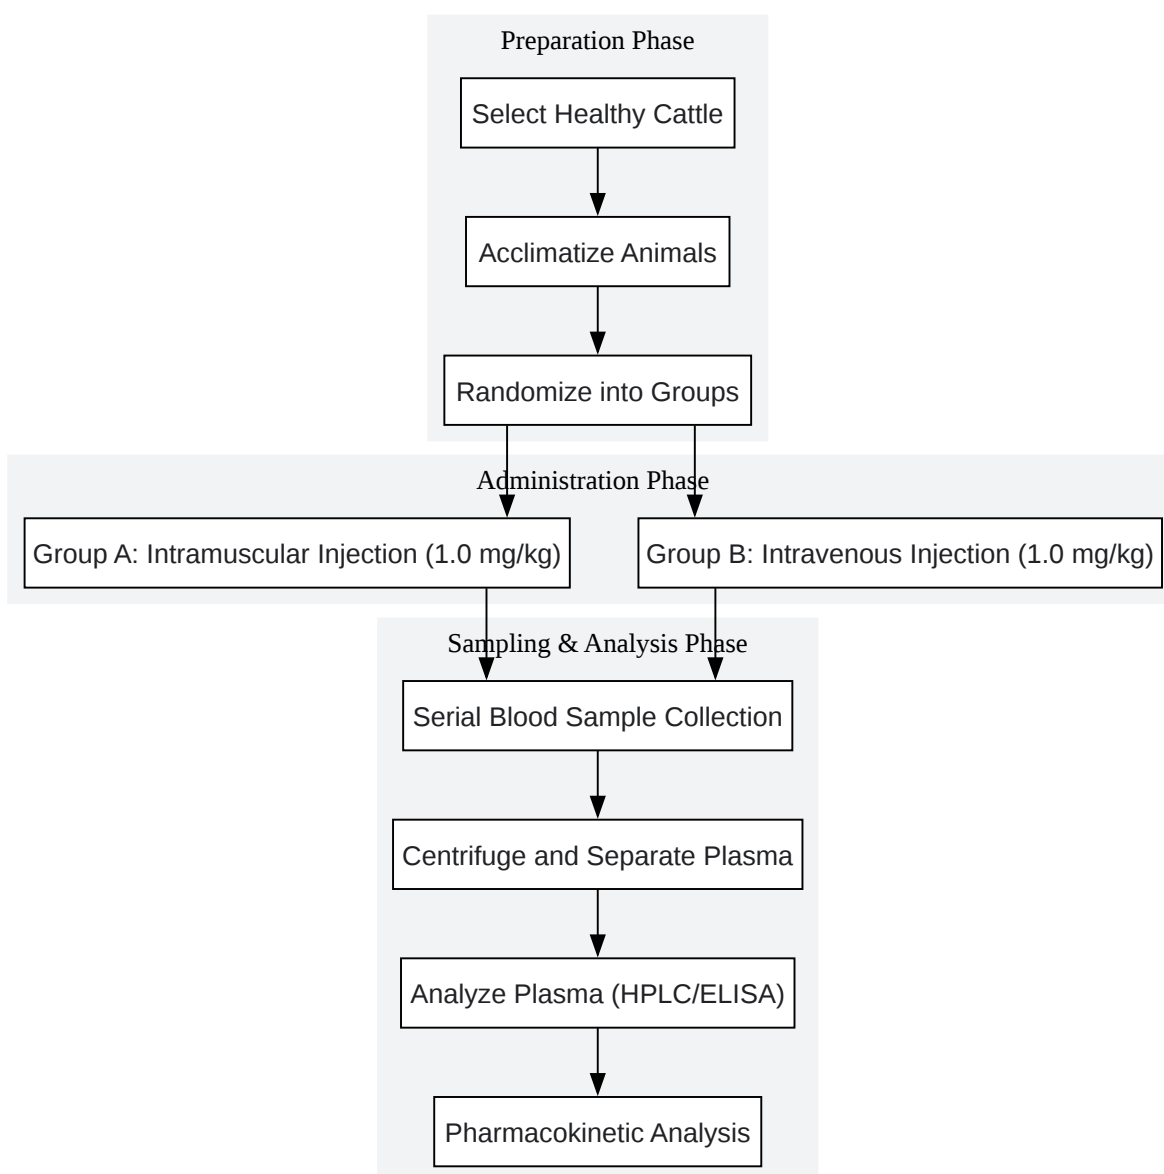 Preparation Phase
Select Healthy Cattle
Acclimatize Animals
Randomize into Groups
Administration Phase
Group A: Intramuscular Injection (1.0 mg/kg)
Group B: Intravenous Injection (1.0 mg/kg)
Sampling & Analysis Phase
Serial Blood Sample Collection
Centrifuge and Separate Plasma
Analyze Plasma (HPLC/ELISA)
Pharmacokinetic Analysis